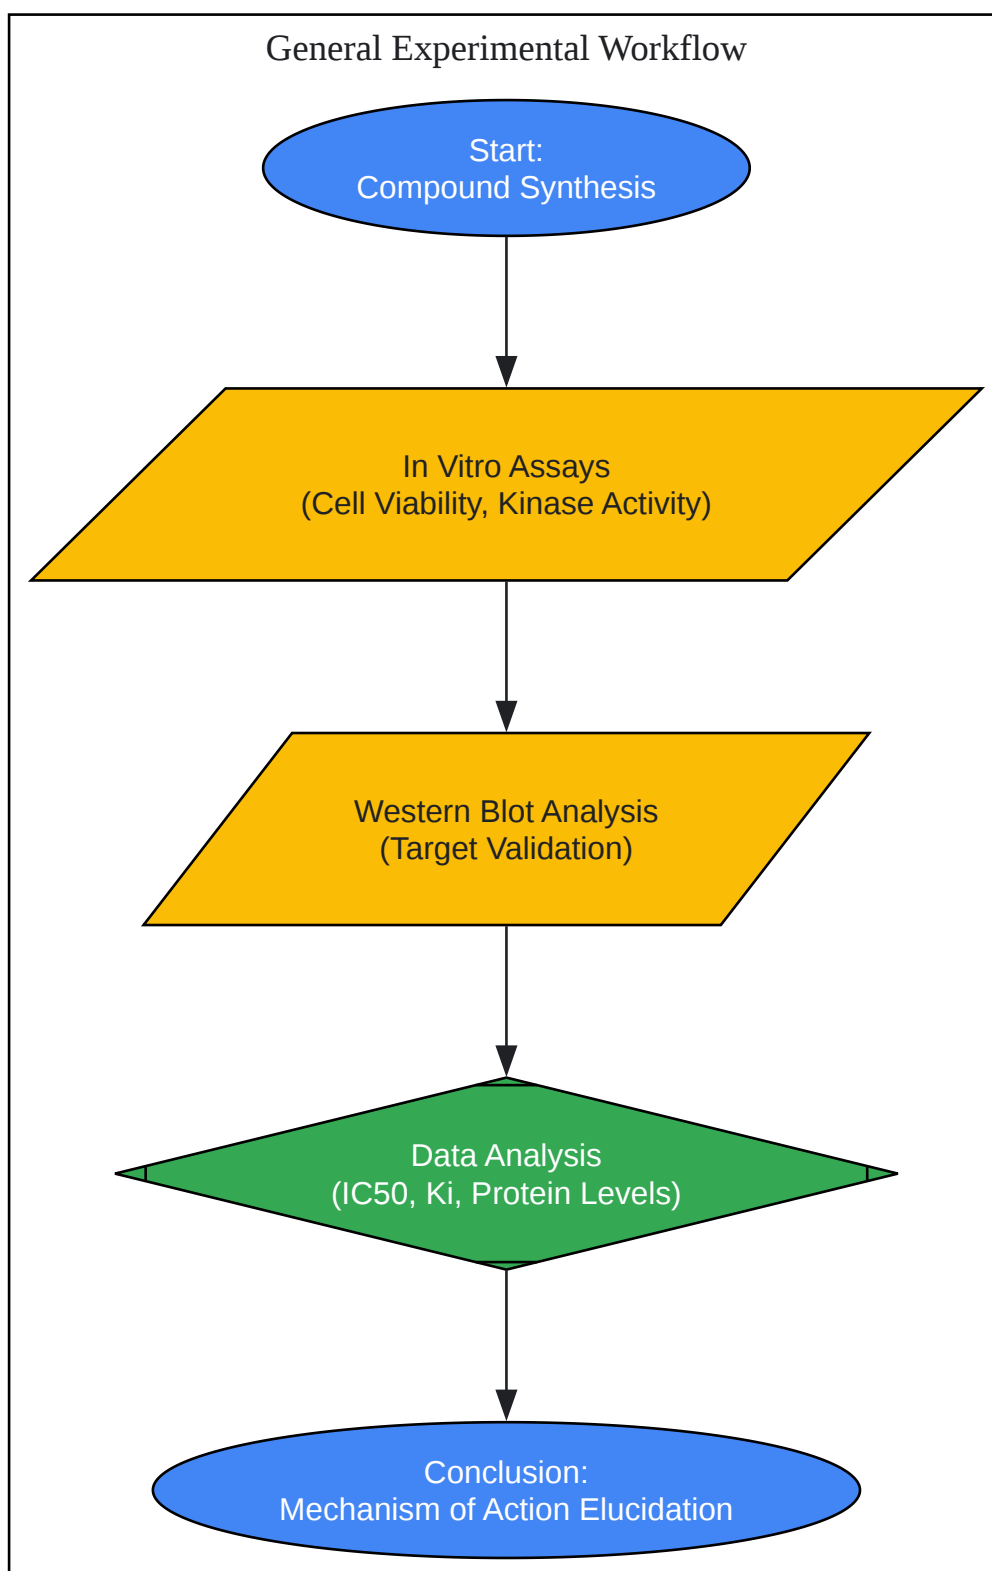 General Experimental Workflow
Start:
Compound Synthesis
In Vitro Assays
(Cell Viability, Kinase Activity)
Western Blot Analysis
(Target Validation)
Data Analysis
(IC50, Ki, Protein Levels)
Conclusion:
Mechanism of Action Elucidation